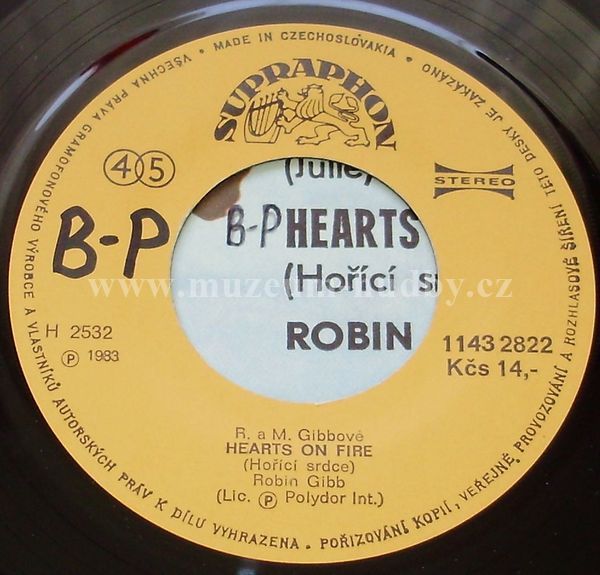 VŠECHNA PRÁVA GRAMOFONOVÉHO VÝROBCE A VLASTNÍKŮ AUTORSKÝCH PRÁV K DÍLU VYHRAZENA. • POŘIZOVÁNÍ KOPIÍ, VEŘEJNÉ PROVOZOVÁNÍ A ROZHLASOVÉ ŠÍŘENÍ TÉTO DESKY JE ZAKÁZÁNO • MADE IN CZECHOSLOVAKIA •
SUPRAPHON
45
STEREO
(Julie)
B-P
B-P HEARTS
(Hořící
www.muzeum-hudby.cz
ROBIN
H 2532
℗ 1983
1143 2822
Kčs 14,-
R. a M. Gibbové
HEARTS ON FIRE
(Hořící srdce)
Robin Gibb
(Lic. ℗ Polydor Int.)